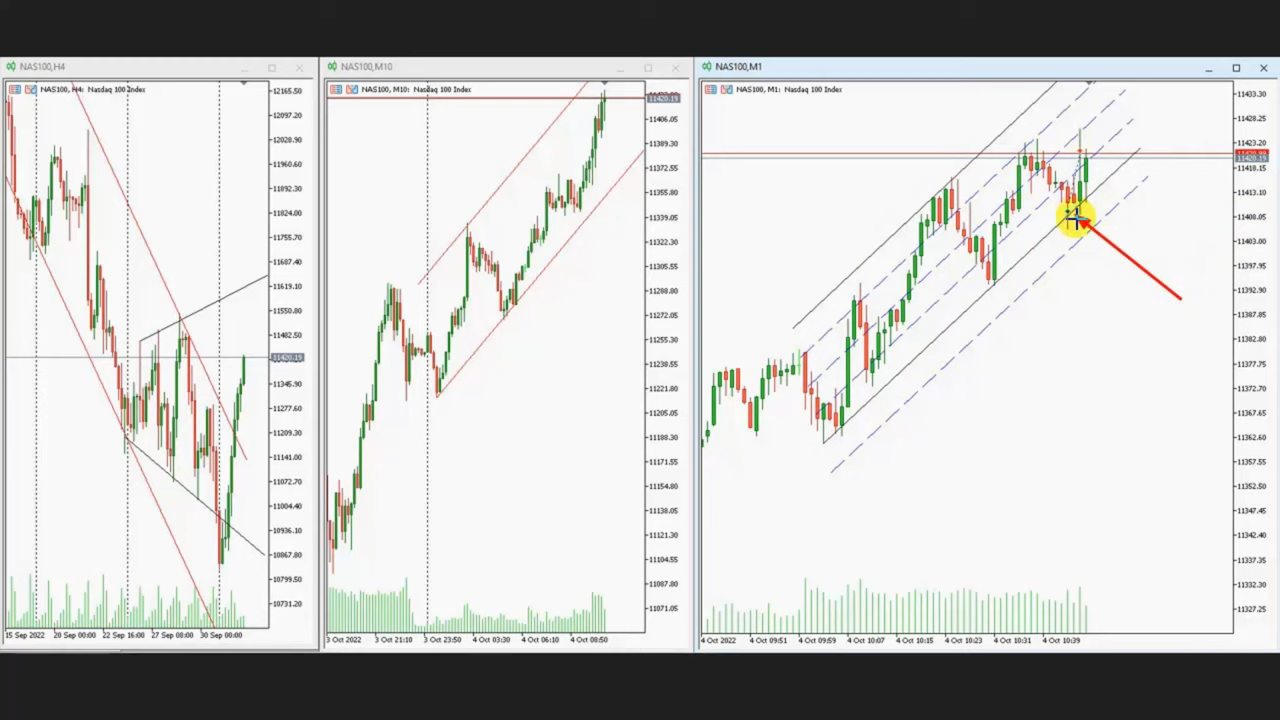 NAS100,H4
NAS100, H4: Nasdaq 100 Index
12165.50
12097.20
12028.90
11960.60
11892.30
11824.00
11755.70
11687.40
11619.10
11550.80
11482.50
11420.19
11345.90
11277.60
11209.30
11141.00
11072.70
11004.40
10936.10
10867.80
10799.50
10731.20
15 Sep 2022
20 Sep 00:00
22 Sep 16:00
27 Sep 00:00
30 Sep 00:00
NAS100,M10
NAS100, M10: Nasdaq 100 Index
11420.19
11406.05
11389.30
11372.55
11355.80
11339.05
11322.30
11305.55
11288.80
11272.05
11255.30
11238.55
11221.80
11205.05
11188.30
11171.55
11154.80
11138.05
11121.30
11104.55
11087.80
11071.05
3 Oct 2022
3 Oct 21:10
3 Oct 23:50
4 Oct 03:30
4 Oct 06:10
4 Oct 08:50
NAS100,M1
NAS100, M1: Nasdaq 100 Index
11433.30
11428.25
11423.20
11420.19
11413.10
11408.05
11403.00
11397.95
11392.90
11387.85
11382.80
11377.75
11372.70
11367.65
11362.60
11357.55
11352.50
11347.45
11342.40
11337.35
11332.30
11327.25
4 Oct 2022
4 Oct 09:51
4 Oct 09:59
4 Oct 10:07
4 Oct 10:15
4 Oct 10:23
4 Oct 10:31
4 Oct 10:39